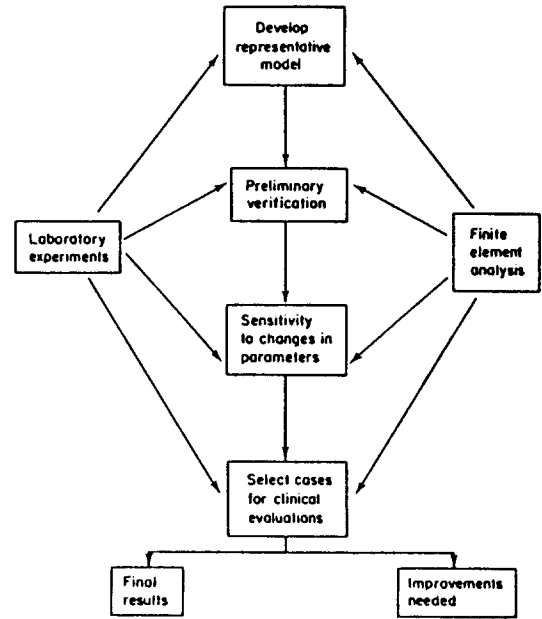 Develop
representative
model
Preliminary
verification
Laboratory
experiments
Finite
element
analysis
Sensitivity
to changes in
parameters
Select cases
for clinical
evaluations
Final
results
Improvements
needed